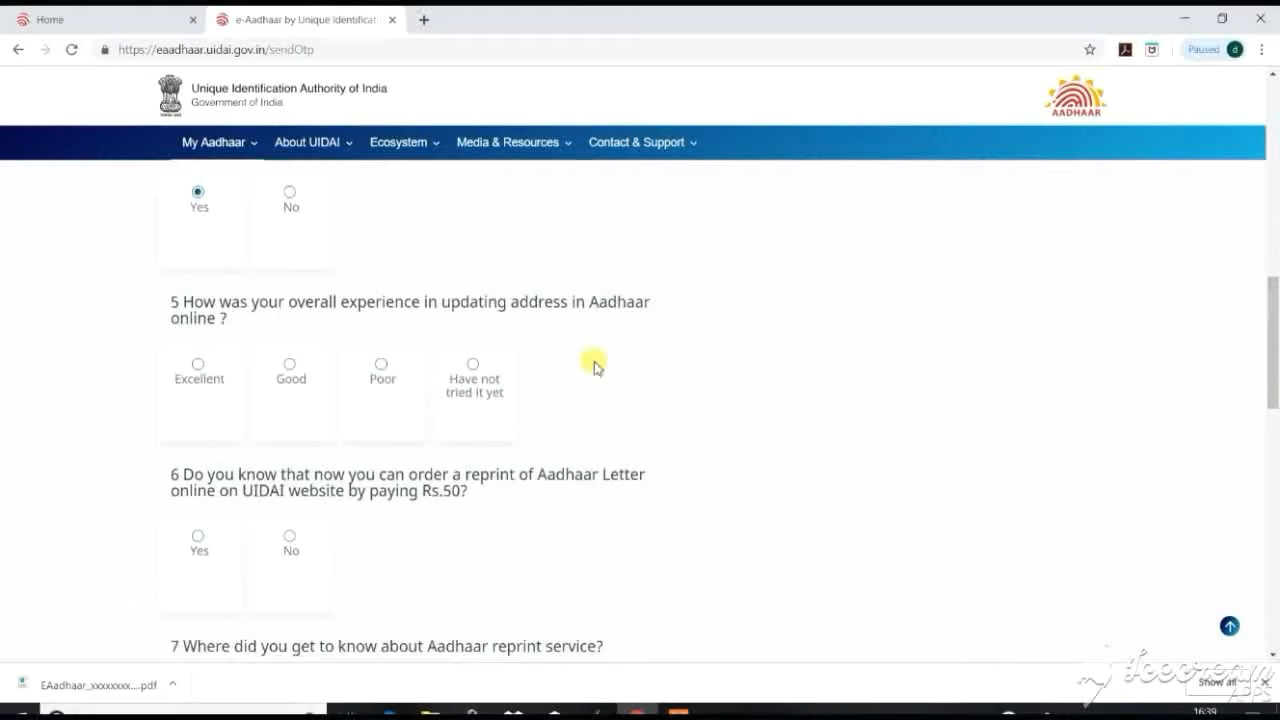 Home
e-Aadhaar by Unique Identificat
https://eaadhaar.uidai.gov.in/sendOtp
Paused d
Unique Identification Authority of India
Government of India
AADHAAR
My Aadhaar About UIDAI Ecosystem Media & Resources Contact & Support
Yes No
5 How was your overall experience in updating address in Aadhaar
online ?
Excellent Good Poor Have not
tried it yet
6 Do you know that now you can order a reprint of Aadhaar Letter
online on UIDAI website by paying Rs.50?
Yes No
7 Where did you get to know about Aadhaar reprint service?
EAadhaar_xxxxxxxx....pdf
Show all
16:39